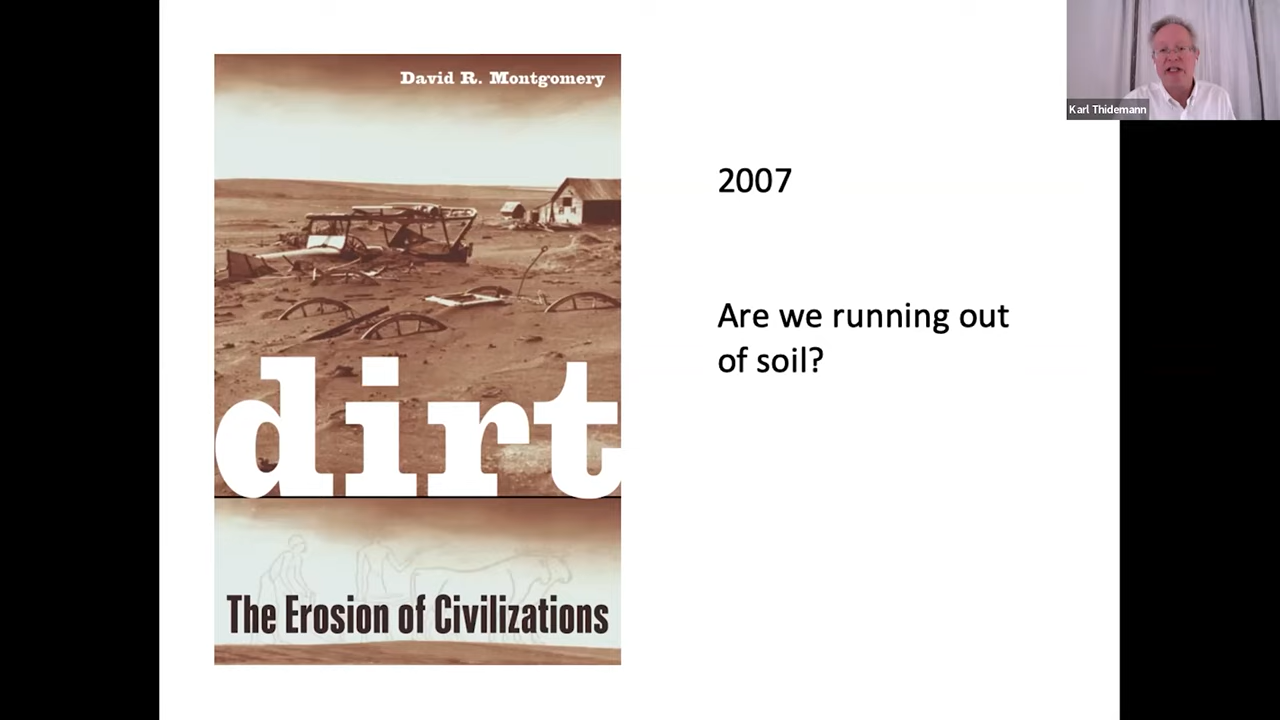 David R. Montgomery
dirt
The Erosion of Civilizations
2007
Are we running out
of soil?
Karl Thidemann